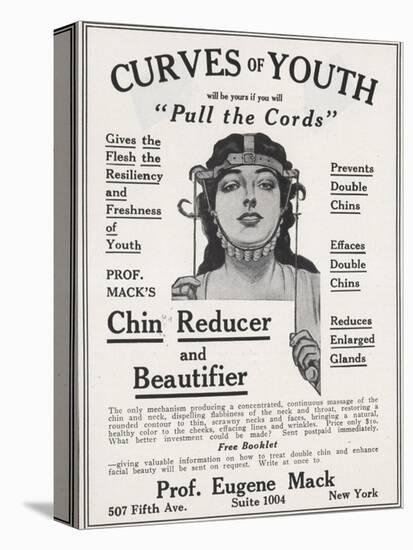 CURVES OF YOUTH
will be yours if you will
"Pull the Cords"
Gives the
Flesh the
Resiliency
and
Freshness
of
Youth
PROF.
MACK'S
Prevents
Double
Chins
Effaces
Double
Chins
Reduces
Enlarged
Glands
Chin Reducer
and
Beautifier
The only mechanism producing a concentrated, continuous massage of the
chin and neck, dispelling flabbiness of the neck and throat, restoring a
rounded contour to thin, scrawny necks and faces, bringing a natural,
healthy color to the cheeks, effacing lines and wrinkles. Price only $10.
What better investment could be made? Sent postpaid immediately.
Free Booklet
—giving valuable information on how to treat double chin and enhance
facial beauty will be sent on request. Write at once to
Prof. Eugene Mack
507 Fifth Ave. Suite 1004 New York